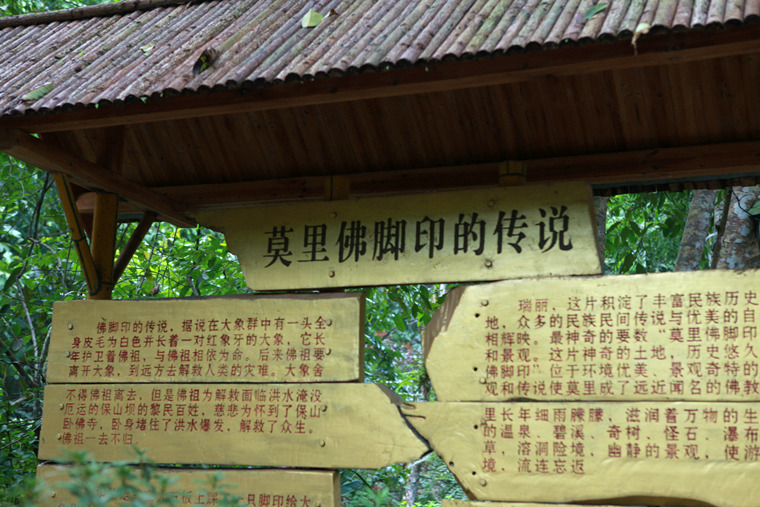 莫里佛脚印的传说
佛脚印的传说，据说在大象群中有一头全
身皮毛为白色并长着一对红象牙的大象，它长
年护卫着佛祖，与佛祖相依为命。后来佛祖要
离开大象，到远方去解救人类的灾难。大象舍
不得佛祖离去，但是佛祖为解救面临洪水淹没
厄运的保山坝的黎民百姓，慈悲为怀到了保山
卧佛寺，卧身堵住了洪水爆发，解救了众生。
佛祖一去不归
一只脚印给大
瑞丽，这片积淀了丰富民族历史
地，众多的民族民间传说与优美的自
相辉映。最神奇的要数“莫里佛脚印
和景观。这片神奇的土地，历史悠久
佛脚印”位于环境优美、景观奇特的
观和传说使莫里成了远近闻名的佛教
里长年细雨朦朦，滋润着万物的生
的温泉、碧溪、奇树、怪石、瀑布
草，溶洞险境，幽静的景观，使游
境，流连忘返